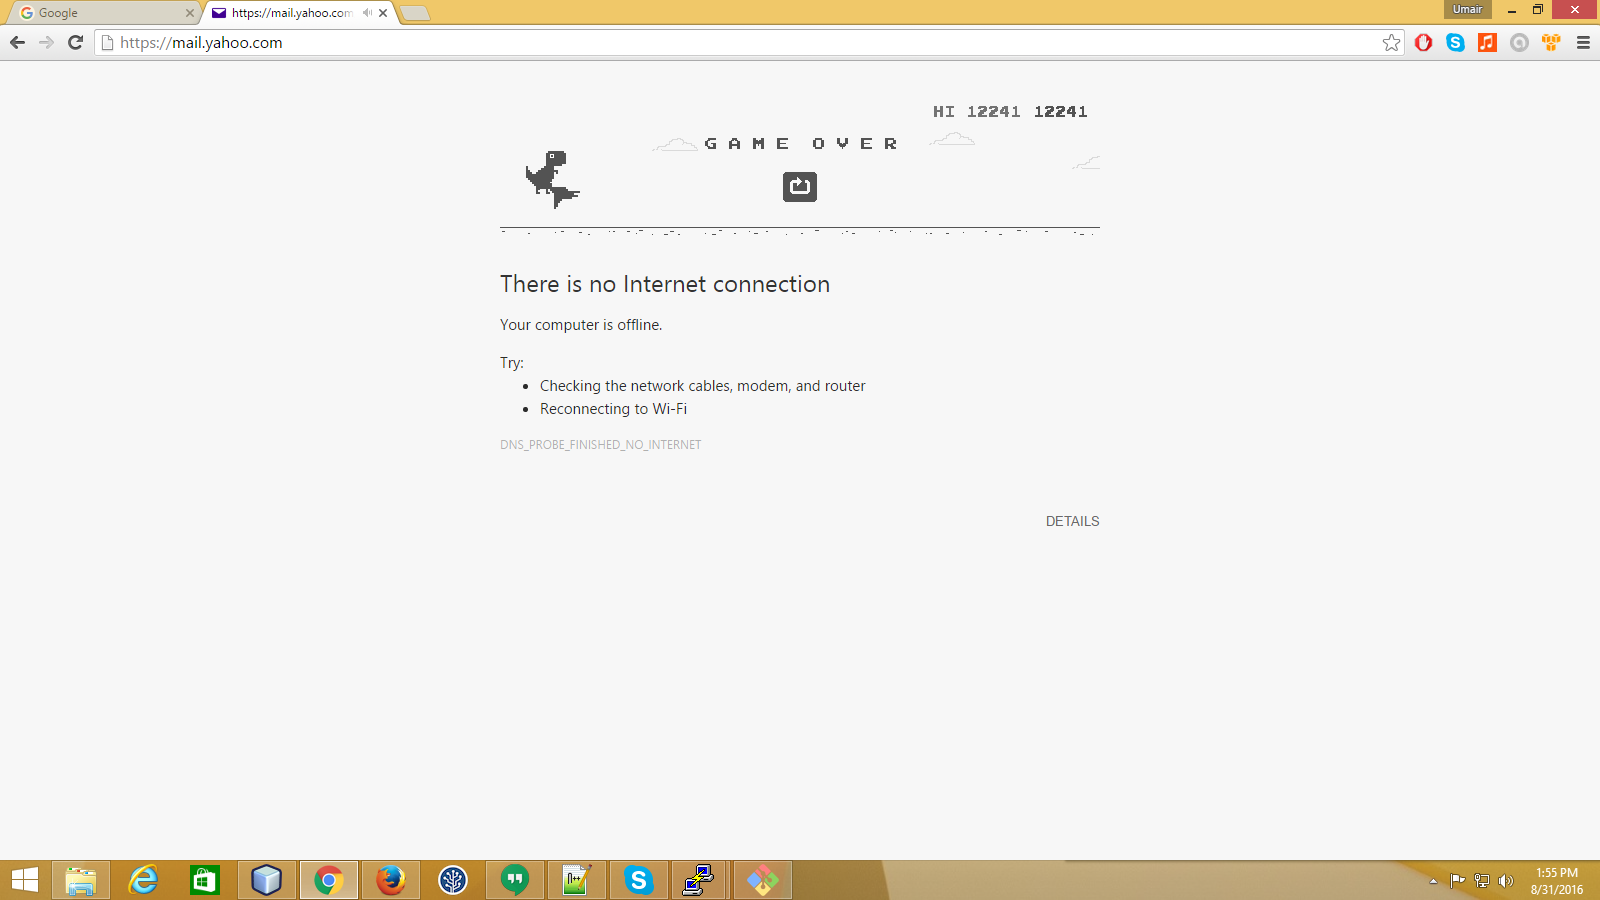 Google
https://mail.yahoo.com
Umair
https://mail.yahoo.com
HI 12241 12241
GAME OVER
There is no Internet connection
Your computer is offline.
Try:
Checking the network cables, modem, and router
Reconnecting to Wi-Fi
DNS_PROBE_FINISHED_NO_INTERNET
DETAILS
1:55 PM
8/31/2016